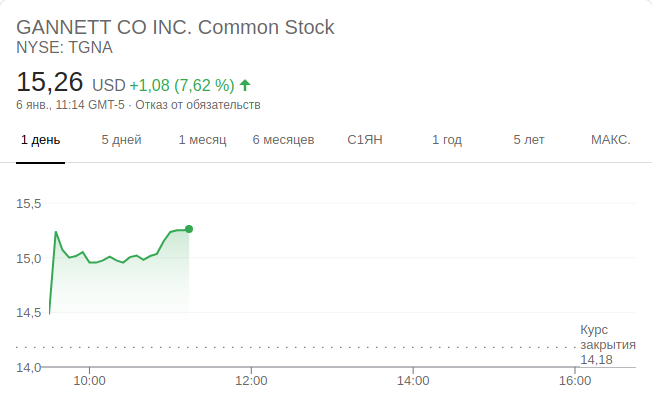 GANNETT CO INC. Common Stock
NYSE: TGNA
15,26 USD +1,08 (7,62 %)
6 янв., 11:14 GMT-5 · Отказ от обязательств
1 день 5 дней 1 месяц 6 месяцев С1ЯН 1 год 5 лет МАКС.
15,5
15,0
14,5
Курс
закрытия
14,18
14,0
10:00 12:00 14:00 16:00